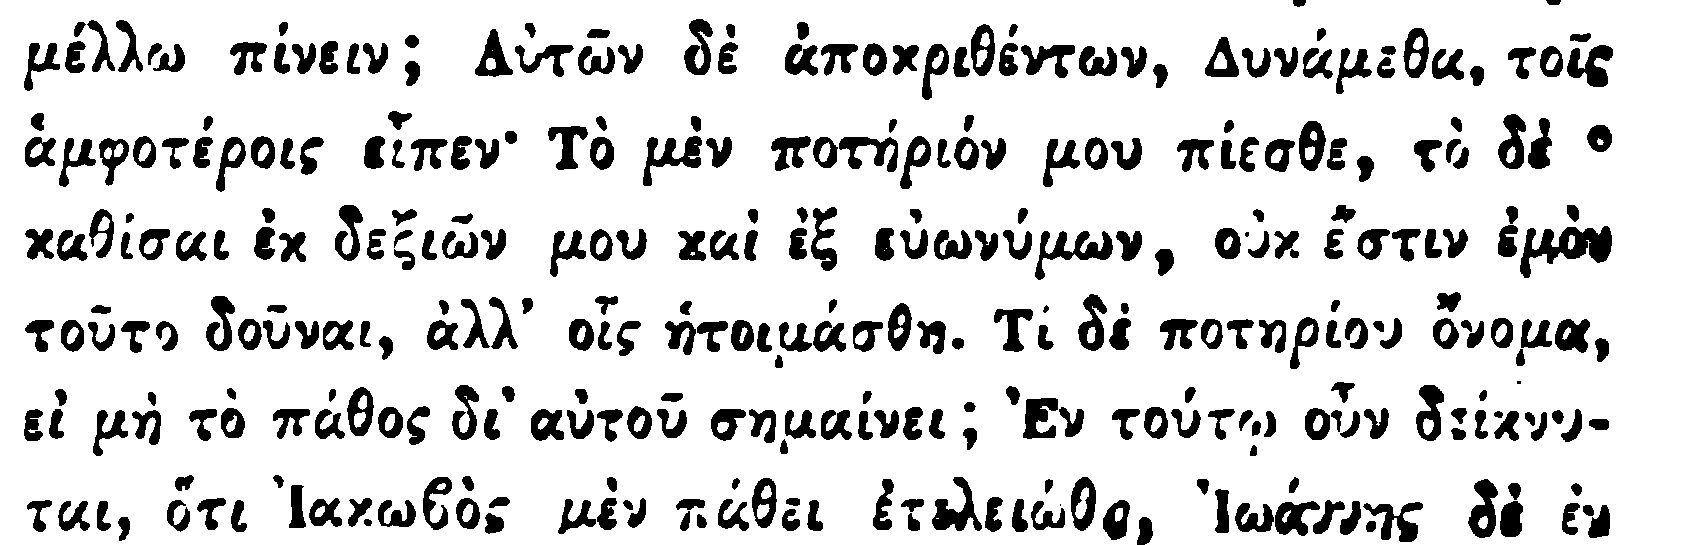 μέλλω πίνειν; Αὐτῶν δὲ ἀποκριθέντων, Δυνάμεθα, τοῖς
ἀμφοτέροις εἶπεν· Τὸ μὲν ποτήριόν μου πίεσθε, τὸ δὲ
καθίσαι ἐκ δεξιῶν μου καὶ ἐξ εὐωνύμων, οὐκ ἔστιν ἐμὸν
τοῦτο δοῦναι, ἀλλ’ οἷς ἡτοιμάσθη. Τί δὲ ποτηρίου ὄνομα,
εἰ μὴ τὸ πάθος δι’ αὐτοῦ σημαίνει; Ἐν τούτῳ οὖν δείκνυ-
ται, ὅτι Ἰακωβὸς μὲν πάθει ἐτελειώθη, Ἰωάννης δὲ ἐν